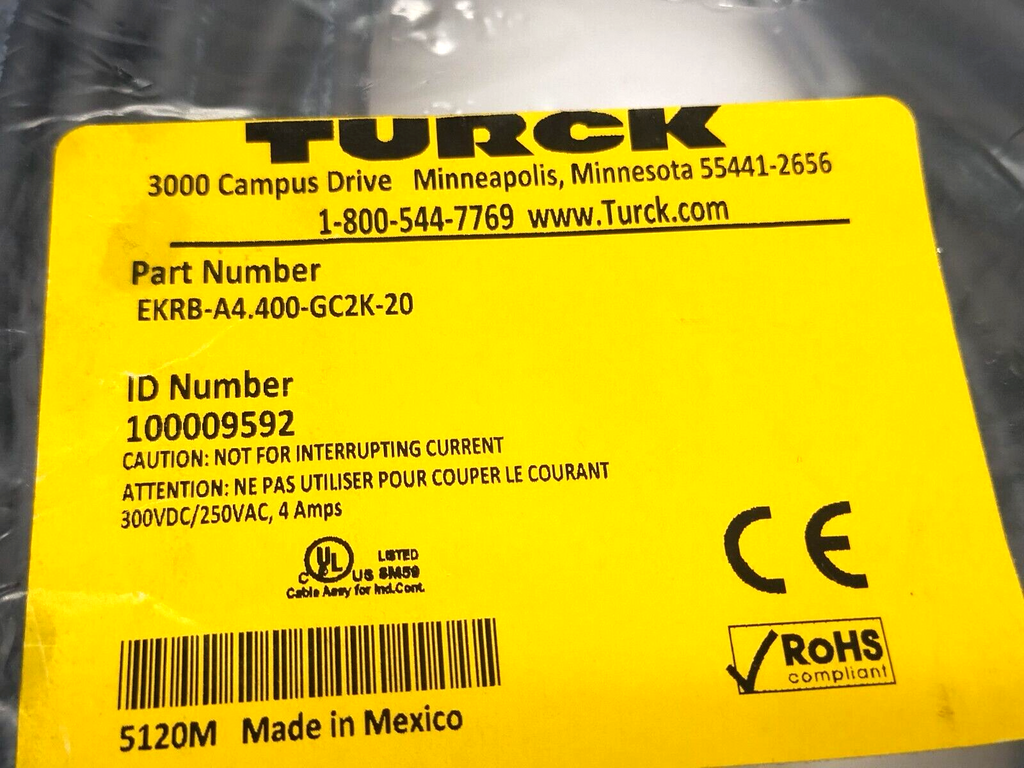 TURCK
3000 Campus Drive Minneapolis, Minnesota 55441-2656
1-800-544-7769 www.Turck.com
Part Number
EKRB-A4.400-GC2K-20
ID Number
100009592
CAUTION: NOT FOR INTERRUPTING CURRENT
ATTENTION: NE PAS UTILISER POUR COUPER LE COURANT
300VDC/250VAC, 4 Amps
C UL US LISTED 8M59
Cable Assy for Ind.Cont.
CE
RoHS
compliant
5120M Made in Mexico